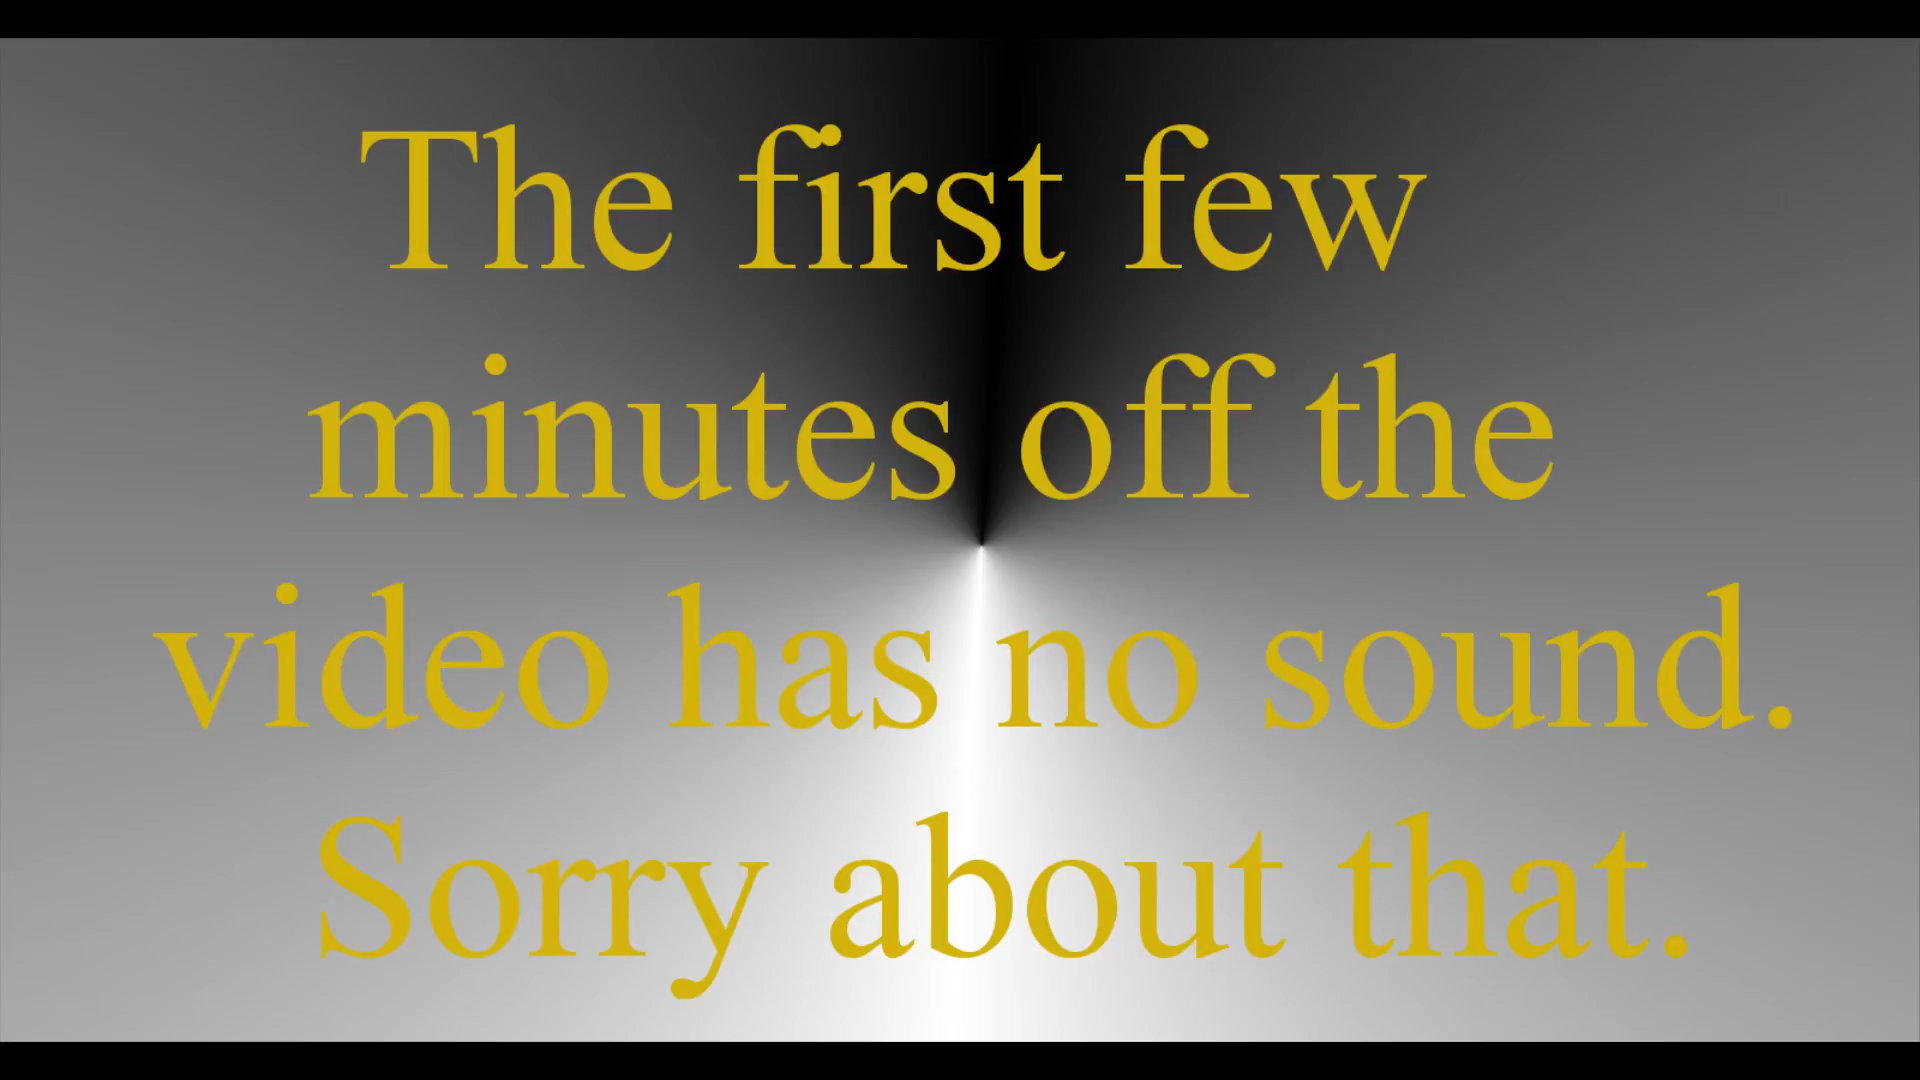 The first few
minutes off the
video has no sound.
Sorry about that.